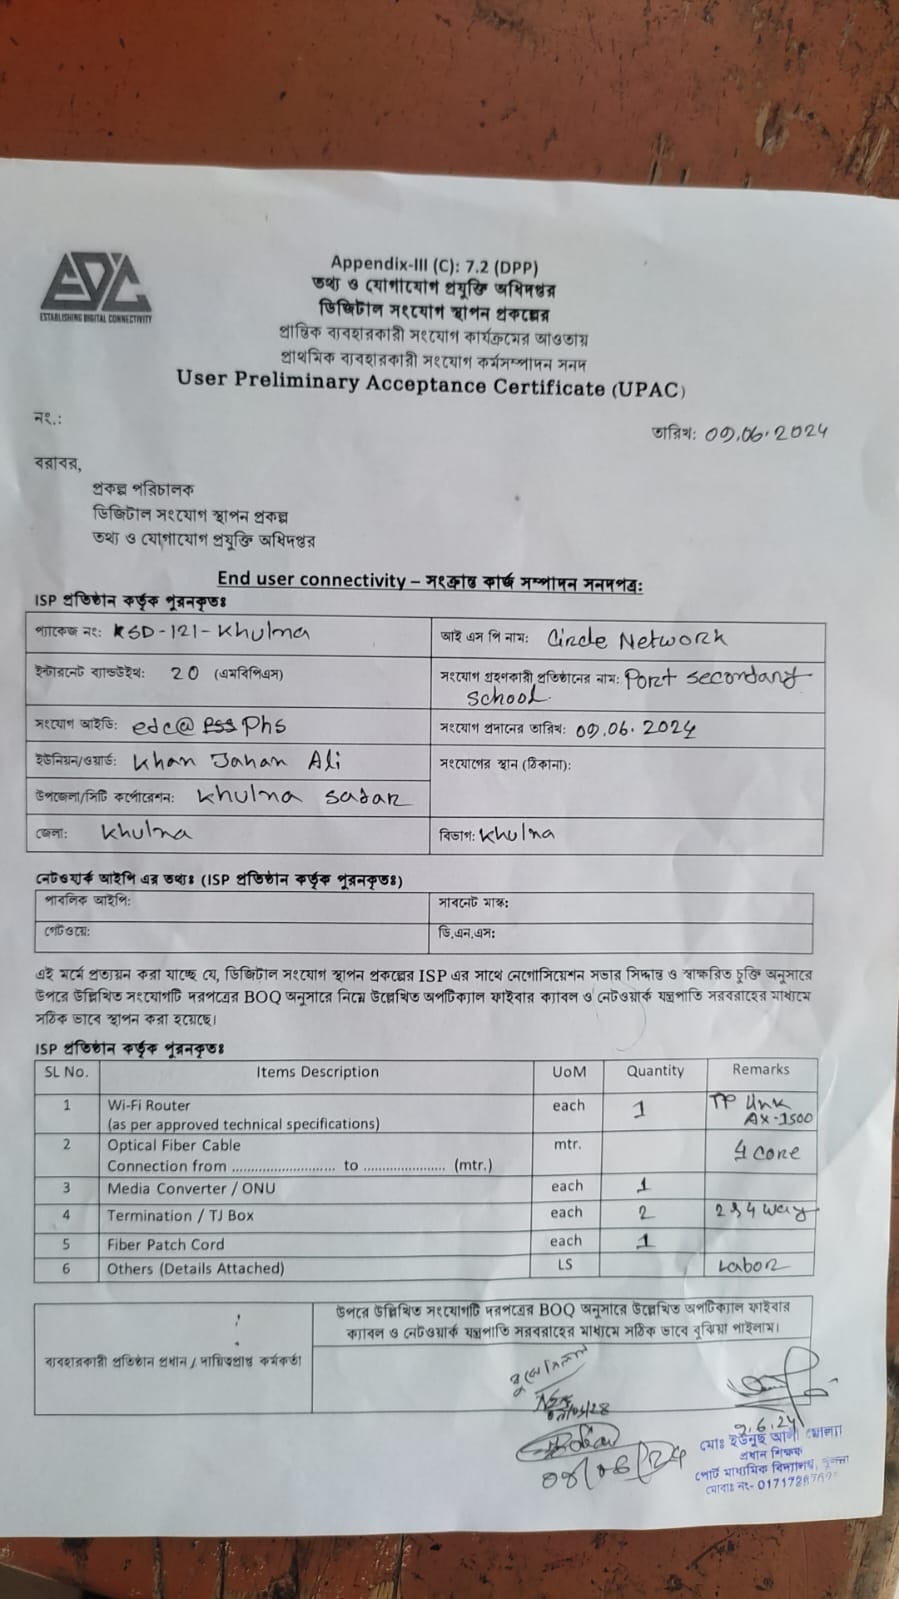 EDC
ESTABLISHING DIGITAL CONNECTIVITY
Appendix-III (C): 7.2 (DPP)
তথ্য ও যোগাযোগ প্রযুক্তি অধিদপ্তর
ডিজিটাল সংযোগ স্থাপন প্রকল্পের
প্রান্তিক ব্যবহারকারী সংযোগ কার্যক্রমের আওতায়
প্রাথমিক ব্যবহারকারী সংযোগ কর্মসম্পাদন সনদ
User Preliminary Acceptance Certificate (UPAC)
নং.:
তারিখ: 09.06.2024
বরাবর,
প্রকল্প পরিচালক
ডিজিটাল সংযোগ স্থাপন প্রকল্প
তথ্য ও যোগাযোগ প্রযুক্তি অধিদপ্তর
End user connectivity – সংক্রান্ত কার্জ সম্পাদন সনদপত্র:
ISP প্রতিষ্ঠান কর্তৃক পূরনকৃতঃ
প্যাকেজ নং: KSD-121-Khulna
আই এস পি নাম: Circle Network
ইন্টারনেট ব্যান্ডউইথ: 20 (এমবিপিএস)
সংযোগ গ্রহণকারী প্রতিষ্ঠানের নাম: Port secondary
school.
সংযোগ আইডি: edc@ pssphs
সংযোগ প্রদানের তারিখ: 09.06.2024
ইউনিয়ন/ওয়ার্ড: Khan Jahan Ali
সংযোগের স্থান (ঠিকানা):
উপজেলা/সিটি কর্পোরেশন: Khulna sadar
জেলা: Khulna
বিভাগ: Khulna
নেটওয়ার্ক আইপি এর তথ্যঃ (ISP প্রতিষ্ঠান কর্তৃক পূরনকৃতঃ)
পাবলিক আইপি:
সাবনেট মাস্ক:
গেটওয়ে:
ডি.এন.এস:
এই মর্মে প্রত্যয়ন করা যাচ্ছে যে, ডিজিটাল সংযোগ স্থাপন প্রকল্পের ISP এর সাথে নেগোসিয়েশন সভার সিদ্ধান্ত ও স্বাক্ষরিত চুক্তি অনুসারে
উপরে উল্লিখিত সংযোগটি দরপত্রের BOQ অনুসারে নিম্নে উল্লেখিত অপটিক্যাল ফাইবার ক্যাবল ও নেটওয়ার্ক যন্ত্রপাতি সরবরাহের মাধ্যমে
সঠিক ভাবে স্থাপন করা হয়েছে।
ISP প্রতিষ্ঠান কর্তৃক পূরনকৃতঃ
SL No. Items Description UoM Quantity Remarks
1 Wi-Fi Router each 1 TP Link
(as per approved technical specifications) AX-1500
2 Optical Fiber Cable mtr. 4 core
Connection from ............................ to ...................... (mtr.)
3 Media Converter / ONU each 1
4 Termination / TJ Box each 2 2 & 4 way
5 Fiber Patch Cord each 1
6 Others (Details Attached) LS Labor
উপরে উল্লিখিত সংযোগটি দরপত্রের BOQ অনুসারে উল্লেখিত অপটিক্যাল ফাইবার
ক্যাবল ও নেটওয়ার্ক যন্ত্রপাতি সরবরাহের মাধ্যমে সঠিক ভাবে বুঝিয়া পাইলাম।
ব্যবহারকারী প্রতিষ্ঠান প্রধান / দায়িত্বপ্রাপ্ত কর্মকর্তা
9.6.24
মোঃ ইউনুছ আলী মোল্যা
প্রধান শিক্ষক
পোর্ট মাধ্যমিক বিদ্যালয়, খুলনা
মোবাঃ নং-